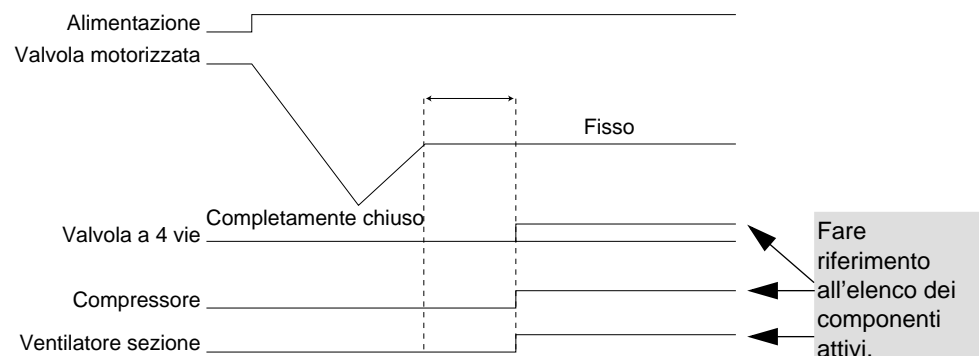 Alimentazione
Valvola motorizzata
Fisso
Completamente chiuso
Valvola a 4 vie
Compressore
Ventilatore sezione
Fare
riferimento
all'elenco dei
componenti
attivi.